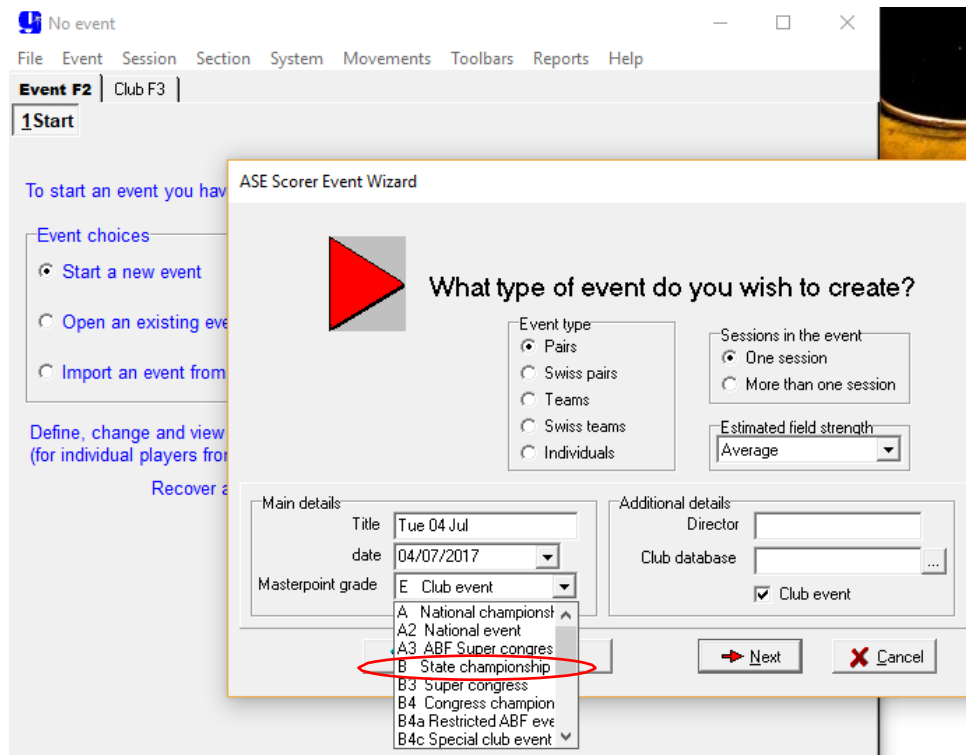 No event
File Event Session Section System Movements Toolbars Reports Help
Event F2 Club F3
1Start
To start an event you hav
Event choices
Start a new event
Open an existing eve
Import an event from
Define, change and view
(for individual players fror
Recover a
ASE Scorer Event Wizard
What type of event do you wish to create?
Event type
Pairs
Swiss pairs
Teams
Swiss teams
Individuals
Sessions in the event
One session
More than one session
Estimated field strength
Average
Main details
Title Tue 04 Jul
date 04/07/2017
Masterpoint grade E Club event
A National champions
A2 National event
A3 ABF Super congres
B State championship
B3 Super congress
B4 Congress champion
B4a Restricted ABF eve
B4c Special club event
Additional details
Director
Club database ...
Club event
Next
Cancel